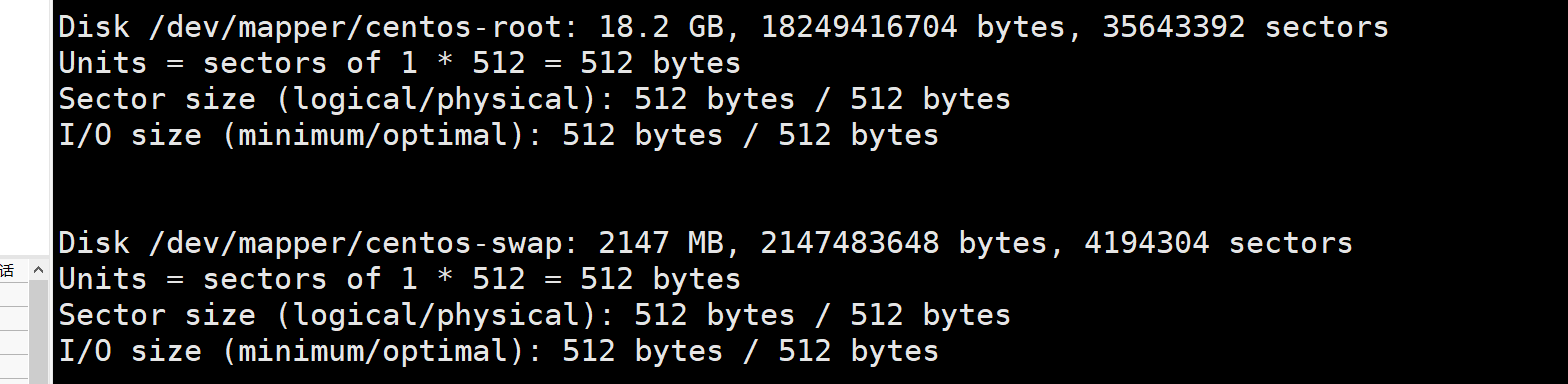 Disk /dev/mapper/centos-root: 18.2 GB, 18249416704 bytes, 35643392 sectors
Units = sectors of 1 * 512 = 512 bytes
Sector size (logical/physical): 512 bytes / 512 bytes
I/O size (minimum/optimal): 512 bytes / 512 bytes
Disk /dev/mapper/centos-swap: 2147 MB, 2147483648 bytes, 4194304 sectors
话
Units = sectors of 1 * 512 = 512 bytes
Sector size (logical/physical): 512 bytes / 512 bytes
I/O size (minimum/optimal): 512 bytes / 512 bytes